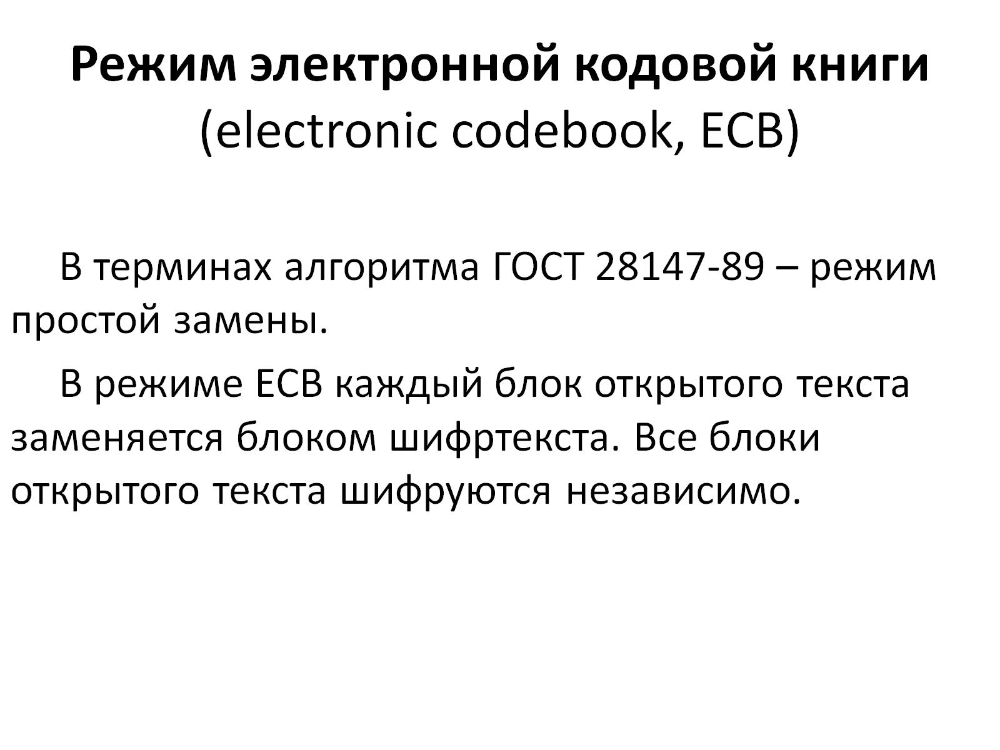 Режим электронной кодовой книги
(electronic codebook, ECB)
В терминах алгоритма ГОСТ 28147-89 – режим
простой замены.
В режиме ECB каждый блок открытого текста
заменяется блоком шифртекста. Все блоки
открытого текста шифруются независимо.